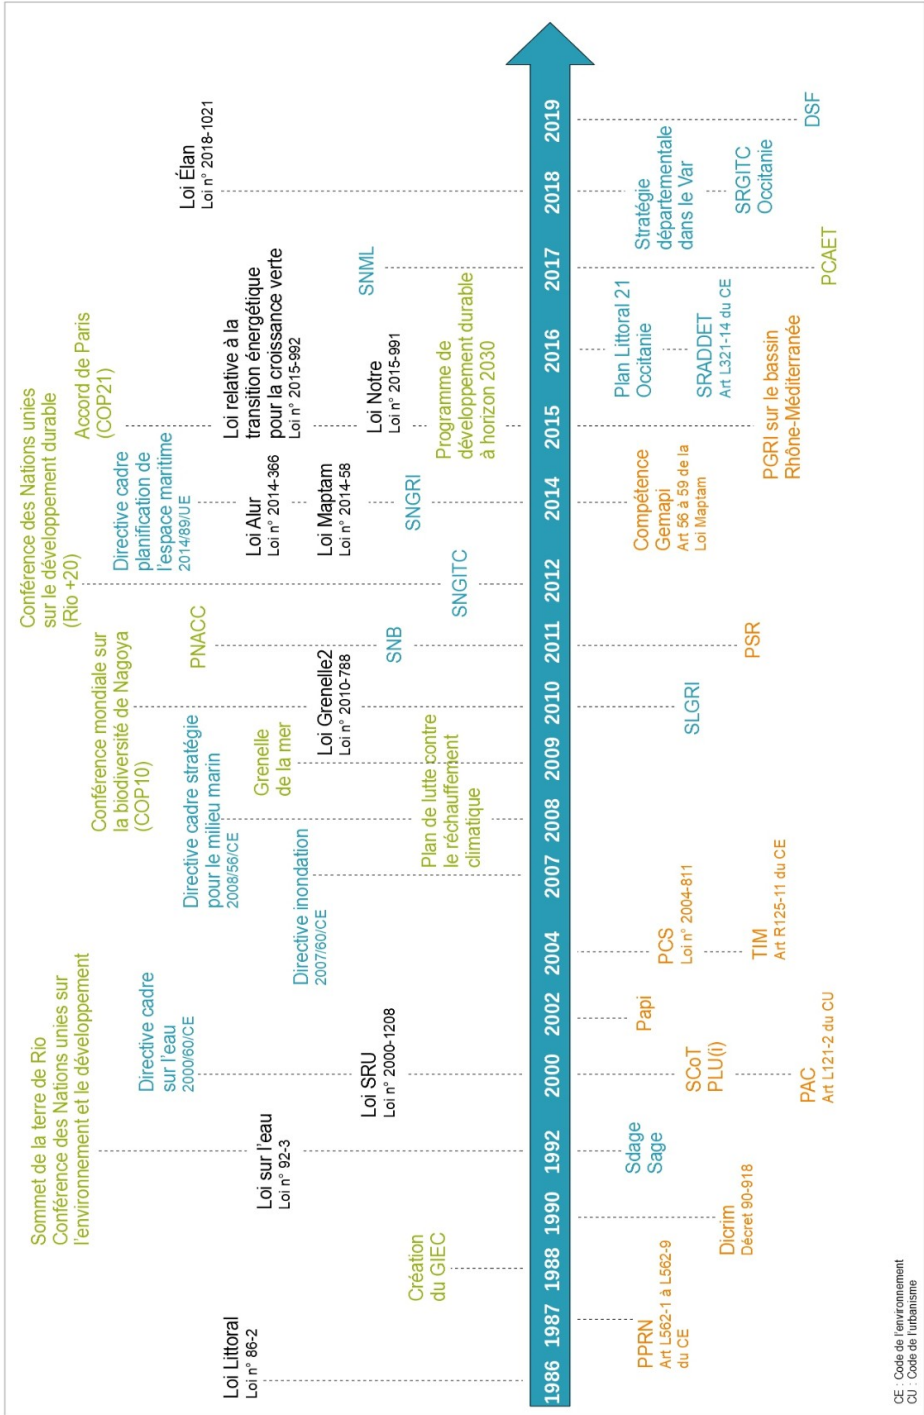 Sommet de la terre de Rio
Conférence des Nations unies sur
l'environnement et le développement
Conférence mondiale sur
la biodiversité de Nagoya
(COP10)
Conférence des Nations unies
sur le développement durable
(Rio +20)
Accord de Paris
(COP21)
Directive cadre
sur l'eau
2000/60/CE
Directive cadre stratégie
pour le milieu marin
2008/56/CE
PNACC
Directive cadre
planification de
l'espace maritime
2014/89/UE
Loi Élan
Loi n° 2018-1021
Loi Littoral
Loi n° 86-2
Loi sur l'eau
Loi n° 92-3
Directive inondation
2007/60/CE
Grenelle
de la mer
Loi Grenelle2
Loi n° 2010-788
Loi Alur
Loi n° 2014-366
Loi Maptam
Loi n° 2014-58
Loi relative à la
transition énergétique
pour la croissance verte
Loi n° 2015-992
Loi SRU
Loi n° 2000-1208
SNB
Loi Notre
Loi n° 2015-991
SNML
Création
du GIEC
Plan de lutte contre
le réchauffement
climatique
SNGITC
SNGRI
Programme de
développement durable
à horizon 2030
1986 1987 1988 1990 1992 2000 2002 2004 2007 2008 2009 2010 2011 2012 2014 2015 2016 2017 2018 2019
PPRN
Art L562-1 à L562-9
du CE
Dicrim
Décret 90-918
Sdage
Sage
SCoT
PLU(i)
PAC
Art L121-2 du CU
Papi
PCS
Loi n° 2004-811
TIM
Art R125-11 du CE
SLGRI
PSR
Compétence
Gemapi
Art 56 à 59 de la
Loi Maptam
PGRI sur le bassin
Rhône-Méditerranée
Plan Littoral 21
Occitanie
SRADDET
Art L321-14 du CE
PCAET
Stratégie
départementale
dans le Var
SRGITC
Occitanie
DSF
CE : Code de l'environnement
CU : Code de l'urbanisme